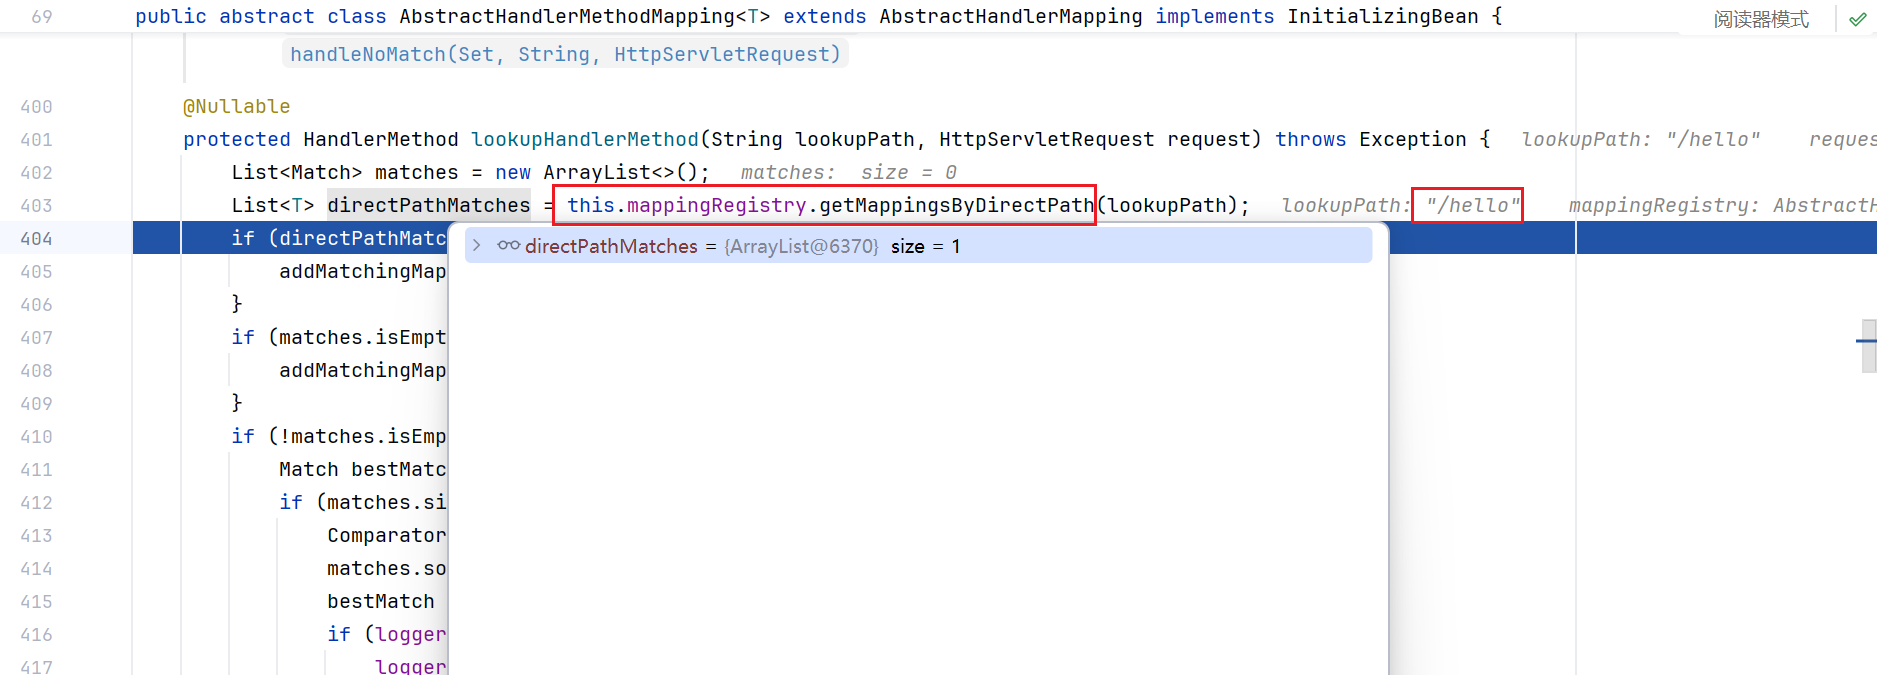 69 public abstract class AbstractHandlerMethodMapping<T> extends AbstractHandlerMapping implements InitializingBean { 阅读器模式
handleNoMatch(Set, String, HttpServletRequest)
400 @Nullable
401 protected HandlerMethod lookupHandlerMethod(String lookupPath, HttpServletRequest request) throws Exception { lookupPath: "/hello" reques
402 List<Match> matches = new ArrayList<>(); matches: size = 0
403 List<T> directPathMatches = this.mappingRegistry.getMappingsByDirectPath(lookupPath); lookupPath: "/hello" mappingRegistry: AbstractH
404 if (directPathMatc
directPathMatches = {ArrayList@6370} size = 1
405 addMatchingMap
406 }
407 if (matches.isEmpt
408 addMatchingMap
409 }
410 if (!matches.isEmp
411 Match bestMatc
412 if (matches.si
413 Comparator
414 matches.so
415 bestMatch
416 if (logger
417 logger